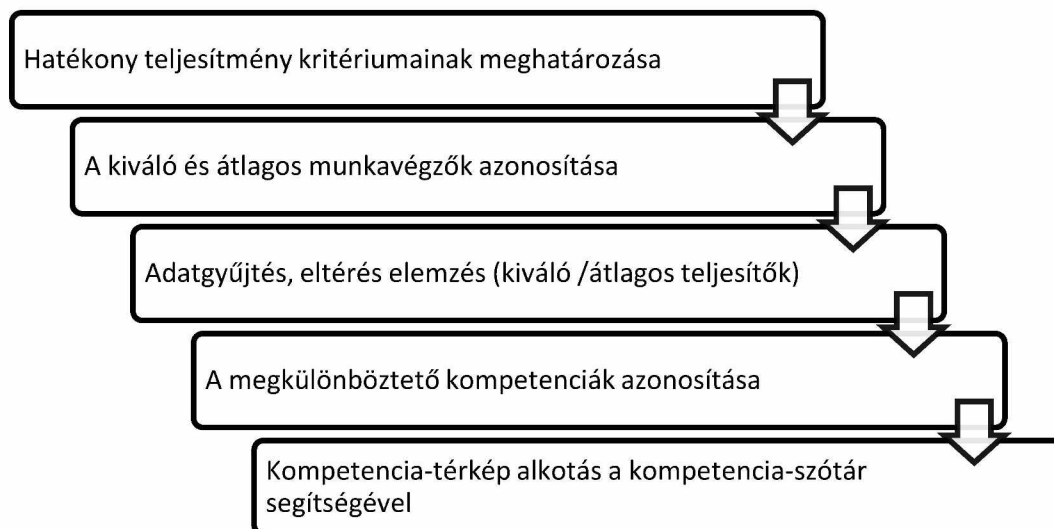 Hatékony teljesítmény kritériumainak meghatározása
A kiváló és átlagos munkavégzők azonosítása
Adatgyűjtés, eltérés elemzés (kiváló /átlagos teljesítők)
A megkülönböztető kompetenciák azonosítása
Kompetencia-térkép alkotás a kompetencia-szótár
segítségével